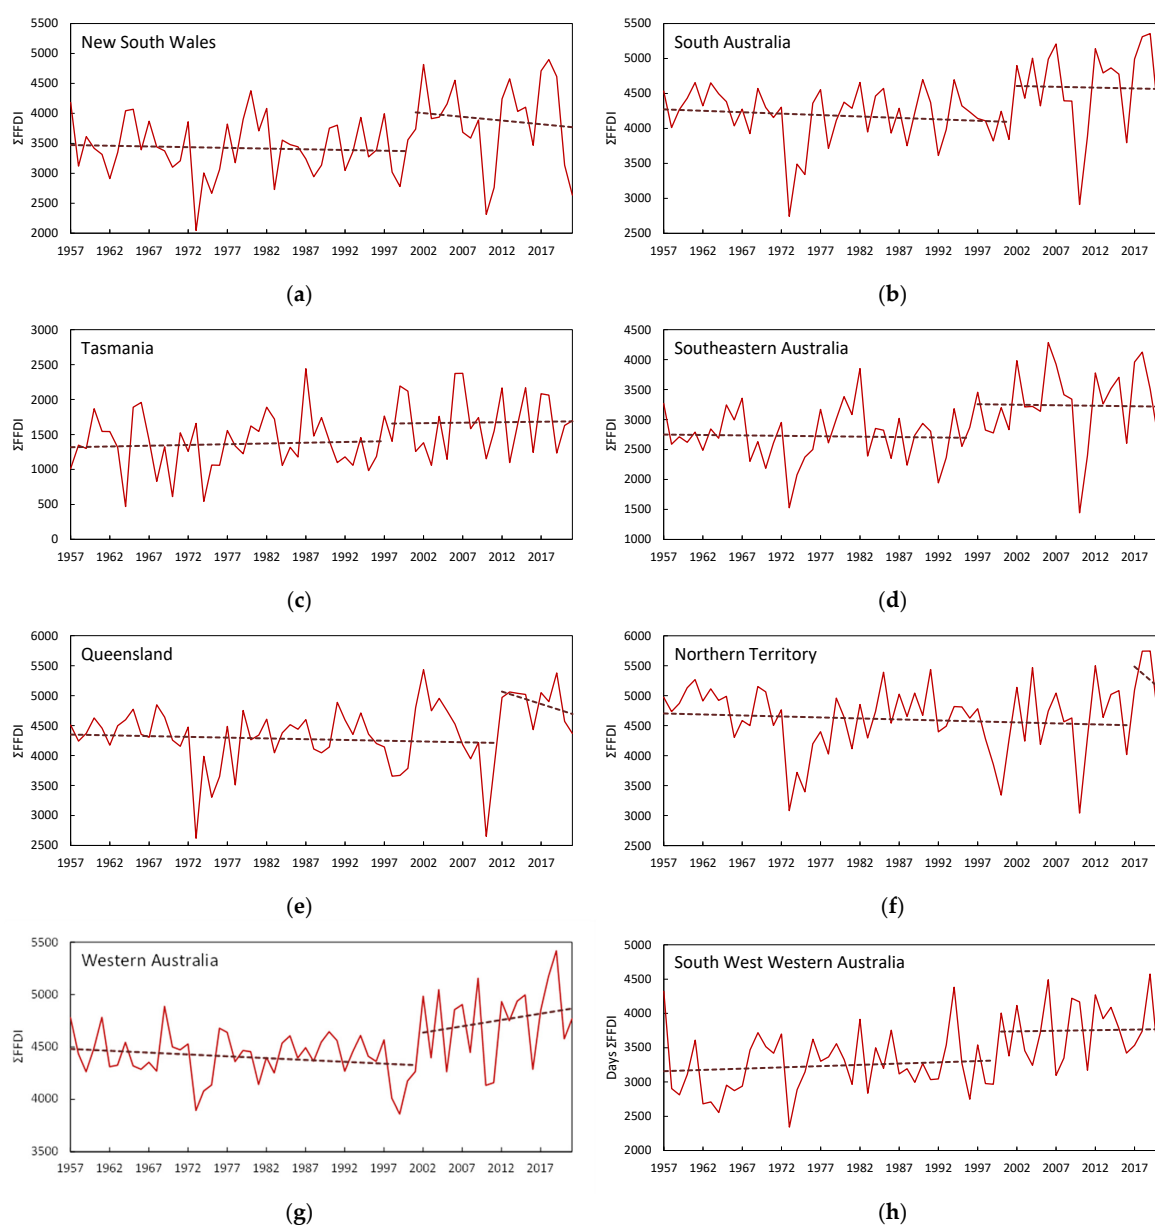 5500
5000
4500
4000
3500
3000
2500
2000
ΣFFDI
New South Wales
1957 1962 1967 1972 1977 1982 1987 1992 1997 2002 2007 2012 2017
(a)
5500
5000
4500
4000
3500
3000
2500
ΣFFDI
South Australia
1957 1962 1967 1972 1977 1982 1987 1992 1997 2002 2007 2012 2017
(b)
3000
2500
2000
1500
1000
500
0
ΣFFDI
Tasmania
1957 1962 1967 1972 1977 1982 1987 1992 1997 2002 2007 2012 2017
(c)
4500
4000
3500
3000
2500
2000
1500
1000
ΣFFDI
Southeastern Australia
1957 1962 1967 1972 1977 1982 1987 1992 1997 2002 2007 2012 2017
(d)
6000
5500
5000
4500
4000
3500
3000
2500
ΣFFDI
Queensland
1957 1962 1967 1972 1977 1982 1987 1992 1997 2002 2007 2012 2017
(e)
6000
5500
5000
4500
4000
3500
3000
2500
ΣFFDI
Northern Territory
1957 1962 1967 1972 1977 1982 1987 1992 1997 2002 2007 2012 2017
(f)
5500
5000
4500
4000
3500
ΣFFDI
Western Australia
1957 1962 1967 1972 1977 1982 1987 1992 1997 2002 2007 2012 2017
(g)
5000
4500
4000
3500
3000
2500
2000
Days ΣFFDI
South West Western Australia
1957 1962 1967 1972 1977 1982 1987 1992 1997 2002 2007 2012 2017
(h)